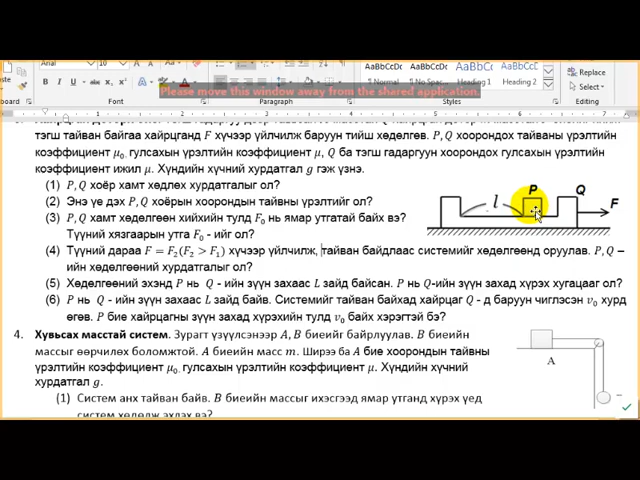 Arial
10
AaBbCcDc
AaBbCcDc
¶ Normal
¶ No Spac...
Heading 1
Heading 2
Replace
Select
Please move this window away from the shared application.
Font
Paragraph
Styles
Editing
тэгш тайван байгаа хайрцганд F хүчээр үйлчилж баруун тийш хөдөлгөв. P, Q хоорондох тайваны үрэлтийн
коэффициент μ₀, гулсахын үрэлтийн коэффициент μ, Q ба тэгш гадаргуун хоорондох гулсахын үрэлтийн
коэффициент ижил μ. Хүндийн хүчний хурдатгал g гэж үзнэ.
(1) P, Q хоёр хамт хөдлөх хурдатгалыг ол?
(2) Энэ үе дэх P, Q хоёрын хоорондын тайвны үрэлтийг ол?
(3) P, Q хамт хөдөлгөөн хийхийн тулд F₀ нь ямар утгатай байх вэ?
Түүний хязгаарын утга F₀ - ийг ол?
(4) Түүний дараа F = F₂(F₂ > F₁) хүчээр үйлчилж, тайван байдлаас системийг хөдөлгөөнд оруулав. P, Q –
ийн хөдөлгөөний хурдатгалыг ол?
(5) Хөдөлгөөний эхэнд P нь Q - ийн зүүн захаас L зайд байсан. P нь Q-ийн зүүн захад хүрэх хугацааг ол?
(6) P нь Q - ийн зүүн захаас L зайд байв. Системийг тайван байхад хайрцаг Q - д баруун чиглэсэн v₀ хурд
өгөв. P бие хайрцагны зүүн захад хүрэхийн тулд v₀ байх хэрэгтэй вэ?
P
Q
l
F
4. Хувьсах масстай систем. Зурагт үзүүлсэнээр A, B биеийг байрлуулав. B биеийн
массыг өөрчлөх боломжтой. A биеийн масс m. Ширээ ба A бие хоорондын тайвны
үрэлтийн коэффициент μ₀, гулсахын үрэлтийн коэффициент μ. Хүндийн хүчний
хурдатгал g.
(1) Систем анх тайван байв. B биеийн массыг ихэсгээд ямар утганд хүрэх үед
систем хөдөлж эхлэх вэ?
A